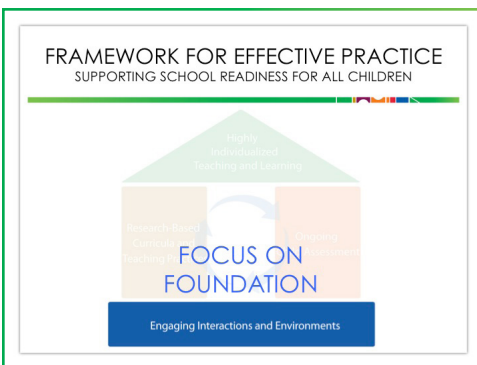 FRAMEWORK FOR EFFECTIVE PRACTICE
SUPPORTING SCHOOL READINESS FOR ALL CHILDREN
Highly
Individualized
Teaching and Learning
Research-Based
Curricula and
Teaching
Ongoing
Assessment
FOCUS ON
FOUNDATION
Engaging Interactions and Environments